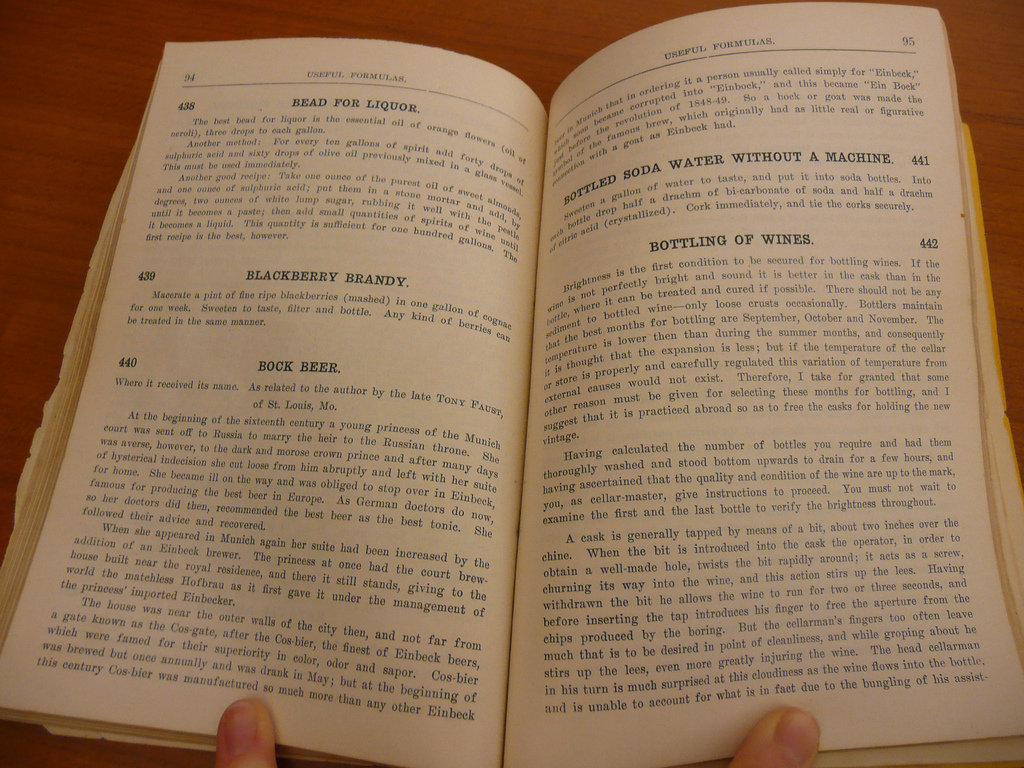 94
USEFUL FORMULAS.
438
BEAD FOR LIQUOR.
The best bead for liquor is the essential oil of orange flowers (oil of
neroli), three drops to each gallon.
Another method: For every ten gallons of spirit add forty drops of
sulphuric acid and sixty drops of olive oil previously mixed in a glass vessel.
This must be used immediately.
Another good recipe: Take one ounce of the purest oil of sweet almonds,
and one ounce of sulphuric acid; put them in a stone mortar and add, by
degrees, two ounces of white lump sugar, rubbing it well with the pestle
until it becomes a paste; then add small quantities of spirits of wine until
it becomes a liquid. This quantity is sufficient for one hundred gallons. The
first recipe is the best, however.
439
BLACKBERRY BRANDY.
Macerate a pint of fine ripe blackberries (mashed) in one gallon of cognac
for one week. Sweeten to taste, filter and bottle. Any kind of berries can
be treated in the same manner.
440
BOCK BEER.
Where it received its name. As related to the author by the late TONY FAUST,
of St. Louis, Mo.
At the beginning of the sixteenth century a young princess of the Munich
court was sent off to Russia to marry the heir to the Russian throne. She
was averse, however, to the dark and morose crown prince and after many days
of hysterical indecision she cut loose from him abruptly and left with her suite
for home. She became ill on the way and was obliged to stop over in Einbeck,
famous for producing the best beer in Europe. As German doctors do now,
so her doctors did then, recommended the best beer as the best tonic. She
followed their advice and recovered.
When she appeared in Munich again her suite had been increased by the
addition of an Einbeck brewer. The princess at once had the court brew-
house built near the royal residence, and there it still stands, giving to the
world the matchless Hofbrau as it first gave it under the management of
the princess' imported Einbecker.
The house was near the outer walls of the city then, and not far from
a gate known as the Cos-gate, after the Cos-bier, the finest of Einbeck beers,
which were famed for their superiority in color, odor and sapor. Cos-bier
was brewed but once annually and was drank in May; but at the beginning of
this century Cos-bier was manufactured so much more than any other Einbeck
USEFUL FORMULAS.
95
in Munich that in ordering it a person usually called simply for "Einbeck,"
which soon became corrupted into "Einbock," and this became "Ein Bock"
just before the revolution of 1848-49. So a bock or goat was made the
symbol of the famous brew, which originally had as little real or figurative
connection with a goat as Einbeck had.
BOTTLED SODA WATER WITHOUT A MACHINE.
441
Sweeten a gallon of water to taste, and put it into soda bottles. Into
each bottle drop half a drachm of bi-carbonate of soda and half a drachm
of citric acid (crystallized). Cork immediately, and tie the corks securely.
BOTTLING OF WINES.
442
Brightness is the first condition to be secured for bottling wines. If the
wine is not perfectly bright and sound it is better in the cask than in the
bottle, where it can be treated and cured if possible. There should not be any
sediment to bottled wine—only loose crusts occasionally. Bottlers maintain
that the best months for bottling are September, October and November. The
temperature is lower then than during the summer months, and consequently
it is thought that the expansion is less; but if the temperature of the cellar
or store is properly and carefully regulated this variation of temperature from
external causes would not exist. Therefore, I take for granted that some
other reason must be given for selecting these months for bottling, and I
suggest that it is practiced abroad so as to free the casks for holding the new
vintage.
Having calculated the number of bottles you require and had them
thoroughly washed and stood bottom upwards to drain for a few hours, and
having ascertained that the quality and condition of the wine are up to the mark,
you, as cellar-master, give instructions to proceed. You must not wait to
examine the first and the last bottle to verify the brightness throughout.
A cask is generally tapped by means of a bit, about two inches over the
chine. When the bit is introduced into the cask the operator, in order to
obtain a well-made hole, twists the bit rapidly around; it acts as a screw,
churning its way into the wine, and this action stirs up the lees. Having
withdrawn the bit he allows the wine to run for two or three seconds, and
before inserting the tap introduces his finger to free the aperture from the
chips produced by the boring. But the cellarman's fingers too often leave
much that is to be desired in point of cleanliness, and while groping about he
stirs up the lees, even more greatly injuring the wine. The head cellarman
in his turn is much surprised at this cloudiness as the wine flows into the bottle,
and is unable to account for what is in fact due to the bungling of his assist-